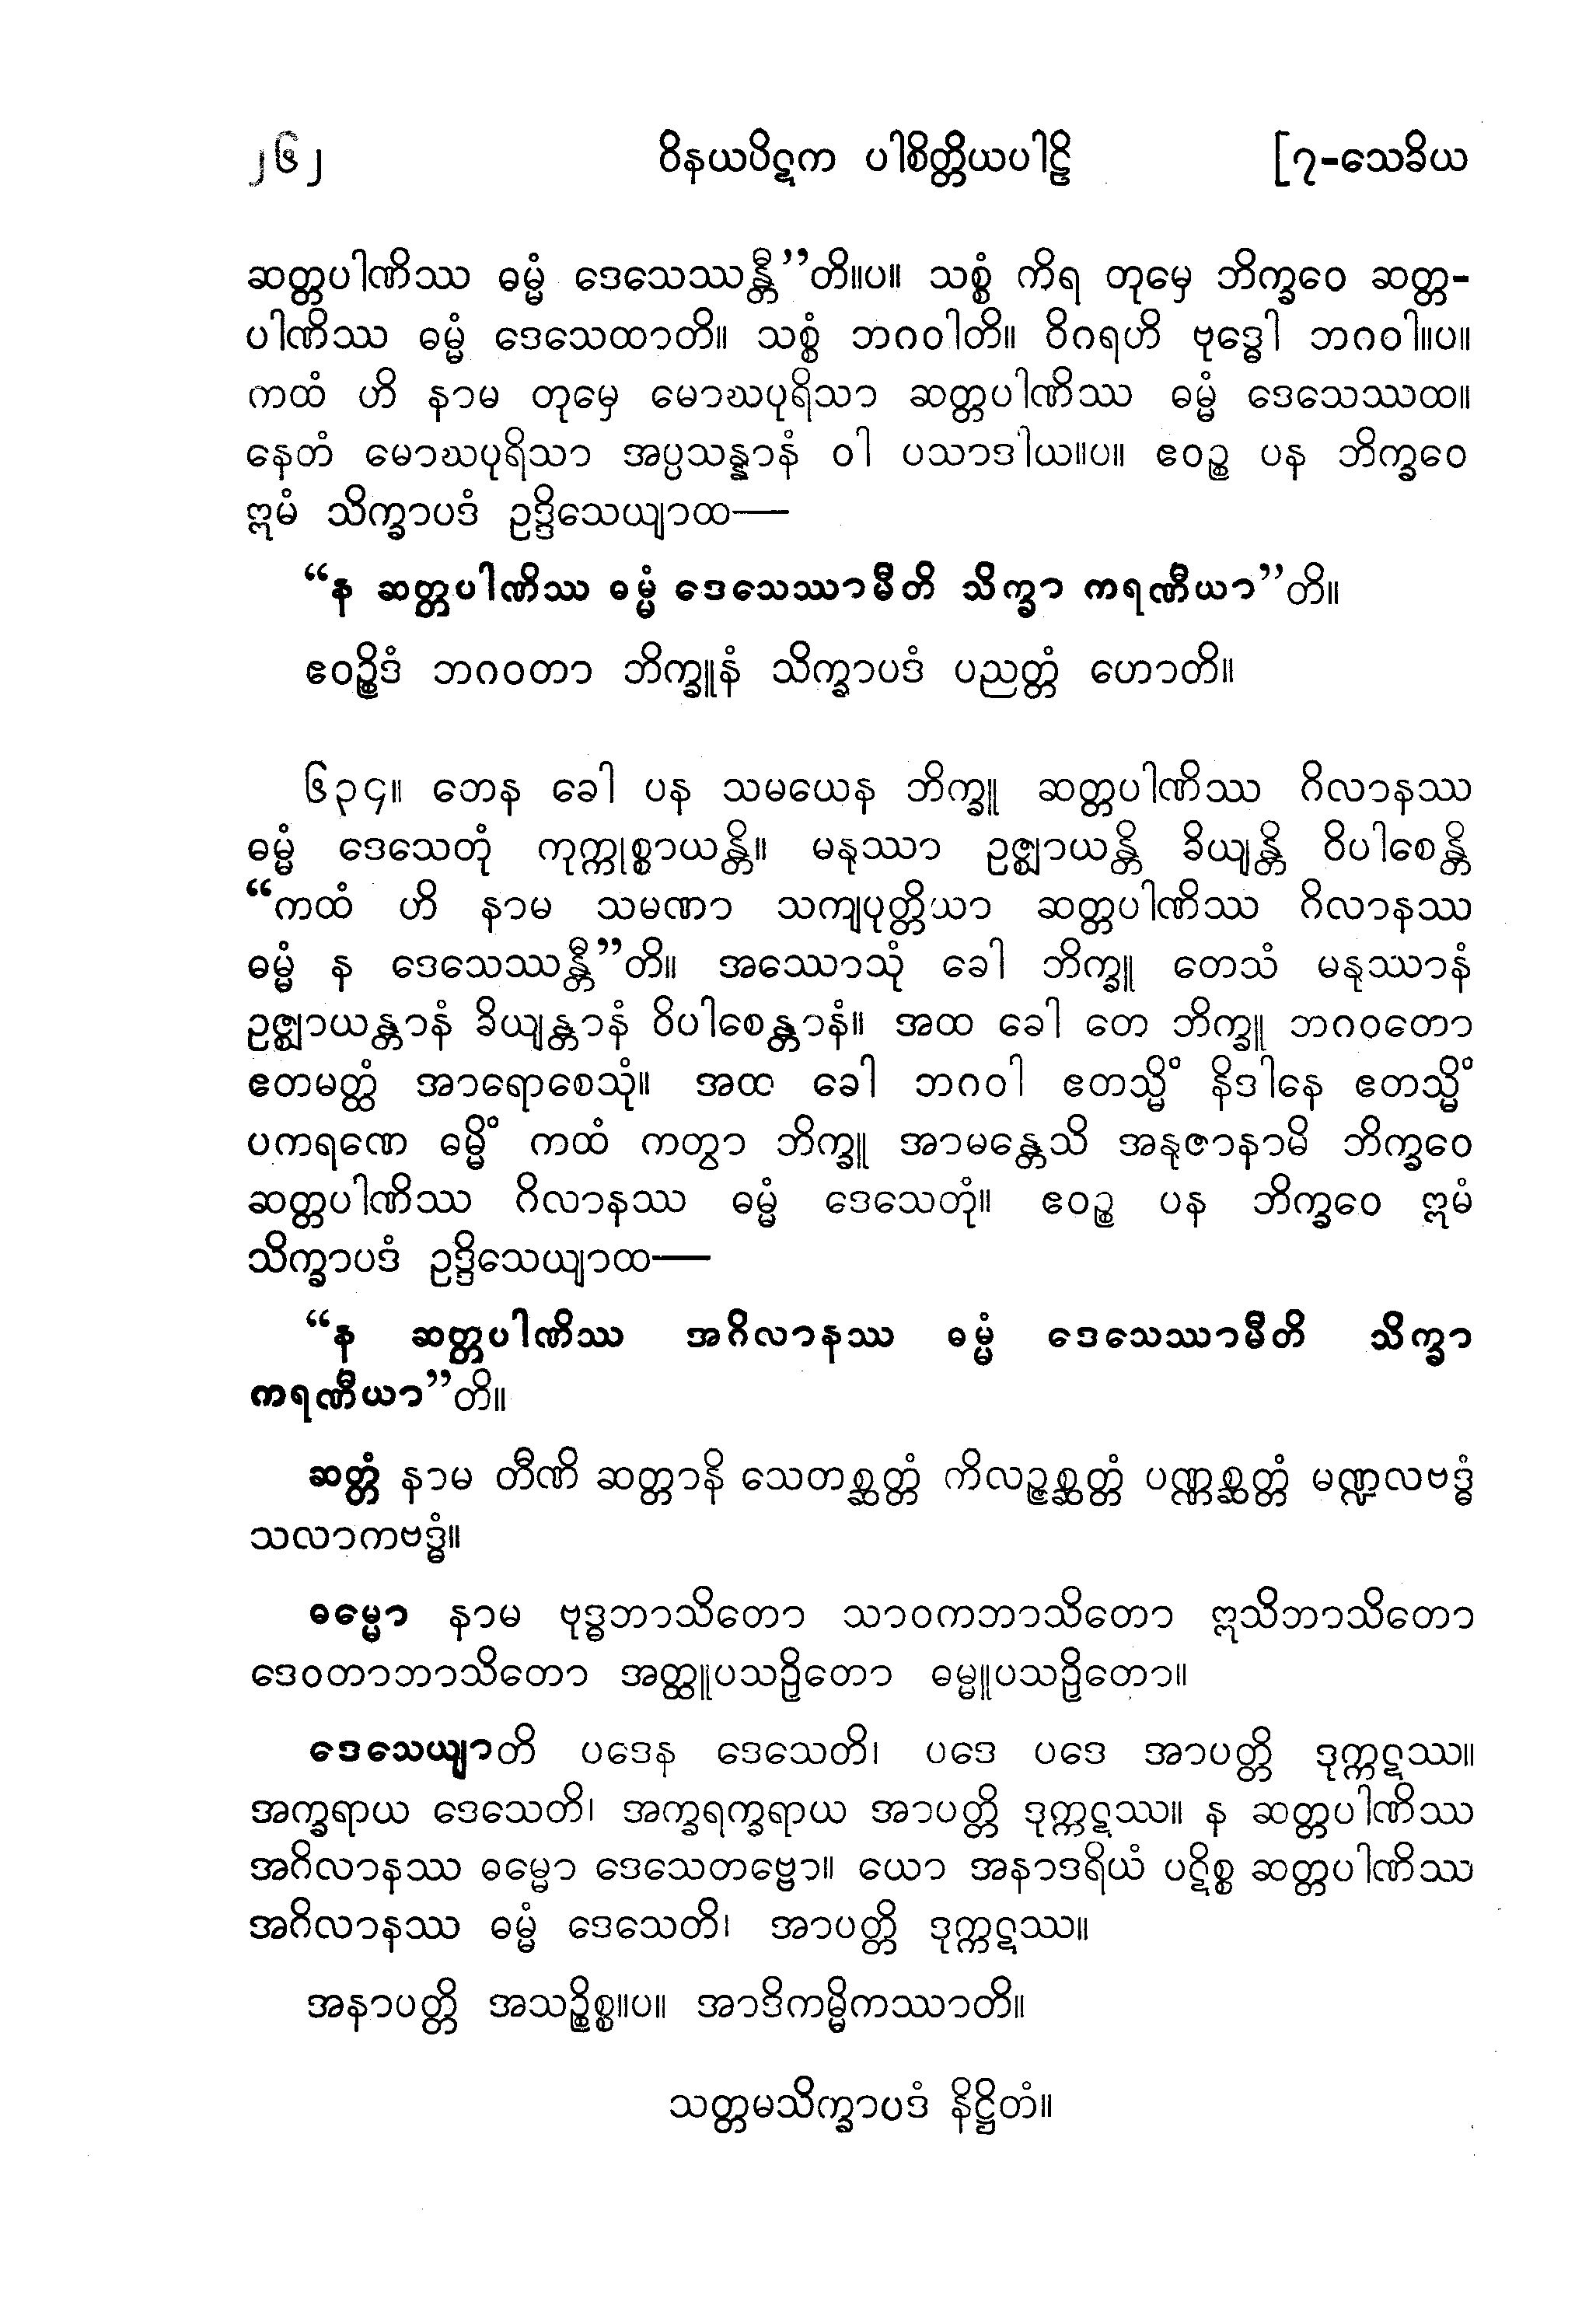 ၂၆၂ ဝိနယပိဋက ပါစိတ္တိယပါဠိ [၇-သေခိယ
ဆတ္တပါဏိဿ ဓမ္မံ ဒေသေဿန္တီ”တိ။ပ။ သစ္စံ ကိရ တုမှေ ဘိက္ခဝေ ဆတ္တ-
ပါဏိဿ ဓမ္မံ ဒေသေထာတိ။ သစ္စံ ဘဂဝါတိ။ ဝိဂရဟိ ဗုဒ္ဓေါ ဘဂဝါ။ပ။
ကထံ ဟိ နာမ တုမှေ မောဃပုရိသာ ဆတ္တပါဏိဿ ဓမ္မံ ဒေသေဿထ။
နေတံ မောဃပုရိသာ အပ္ပသန္နာနံ ဝါ ပသာဒါယ။ပ။ ဧဝဉ္စ ပန ဘိက္ခဝေ
ဣမံ သိက္ခာပဒံ ဥဒ္ဒိသေယျာထ—
“န ဆတ္တပါဏိဿ ဓမ္မံ ဒေသေဿာမီတိ သိက္ခာ ကရဏီယာ”တိ။
ဧဝဉ္စိဒံ ဘဂဝတာ ဘိက္ခူနံ သိက္ခာပဒံ ပညတ္တံ ဟောတိ။
၆၃၄။ တေန ခေါ ပန သမယေန ဘိက္ခူ ဆတ္တပါဏိဿ ဂိလာနဿ
ဓမ္မံ ဒေသေတုံ ကုက္ကုစ္စာယန္တိ။ မနုဿာ ဥဇ္ဈာယန္တိ ခိယျန္တိ ဝိပါစေန္တိ
“ကထံ ဟိ နာမ သမဏာ သကျပုတ္တိယာ ဆတ္တပါဏိဿ ဂိလာနဿ
ဓမ္မံ န ဒေသေဿန္တီ”တိ။ အဿောသုံ ခေါ ဘိက္ခူ တေသံ မနုဿာနံ
ဥဇ္ဈာယန္တာနံ ခိယျန္တာနံ ဝိပါစေန္တာနံ။ အထ ခေါ တေ ဘိက္ခူ ဘဂဝတော
ဧတမတ္ထံ အာရောစေသုံ။ အထ ခေါ ဘဂဝါ ဧတသ္မိံ နိဒါနေ ဧတသ္မိံ
ပကရဏေ ဓမ္မိံ ကထံ ကတွာ ဘိက္ခူ အာမန္တေသိ အနုဇာနာမိ ဘိက္ခဝေ
ဆတ္တပါဏိဿ ဂိလာနဿ ဓမ္မံ ဒေသေတုံ။ ဧဝဉ္စ ပန ဘိက္ခဝေ ဣမံ
သိက္ခာပဒံ ဥဒ္ဒိသေယျာထ—
“န ဆတ္တပါဏိဿ အဂိလာနဿ ဓမ္မံ ဒေသေဿာမီတိ သိက္ခာ
ကရဏီယာ”တိ။
ဆတ္တံ နာမ တီဏိ ဆတ္တာနိ သေတစ္ဆတ္တံ ကိလဉ္ဇစ္ဆတ္တံ ပဏ္ဏစ္ဆတ္တံ မဏ္ဍလဗဒ္ဓံ
သလာကဗဒ္ဓံ။
ဓမ္မော နာမ ဗုဒ္ဓဘာသိတော သာဝကဘာသိတော ဣသိဘာသိတော
ဒေဝတာဘာသိတော အတ္ထူပသဉှိတော ဓမ္မူပသဉှိတော။
ဒေသေယျာတိ ပဒေန ဒေသေတိ၊ ပဒေ ပဒေ အာပတ္တိ ဒုက္ကဋဿ။
အက္ခရာယ ဒေသေတိ၊ အက္ခရက္ခရာယ အာပတ္တိ ဒုက္ကဋဿ။ န ဆတ္တပါဏိဿ
အဂိလာနဿ ဓမ္မော ဒေသေတဗ္ဗော။ ယော အနာဒရိယံ ပဋိစ္စ ဆတ္တပါဏိဿ
အဂိလာနဿ ဓမ္မံ ဒေသေတိ၊ အာပတ္တိ ဒုက္ကဋဿ။
အနာပတ္တိ အသဉ္စိစ္စ။ပ။ အာဒိကမ္မိကဿာတိ။
သတ္တမသိက္ခာပဒံ နိဋ္ဌိတံ။